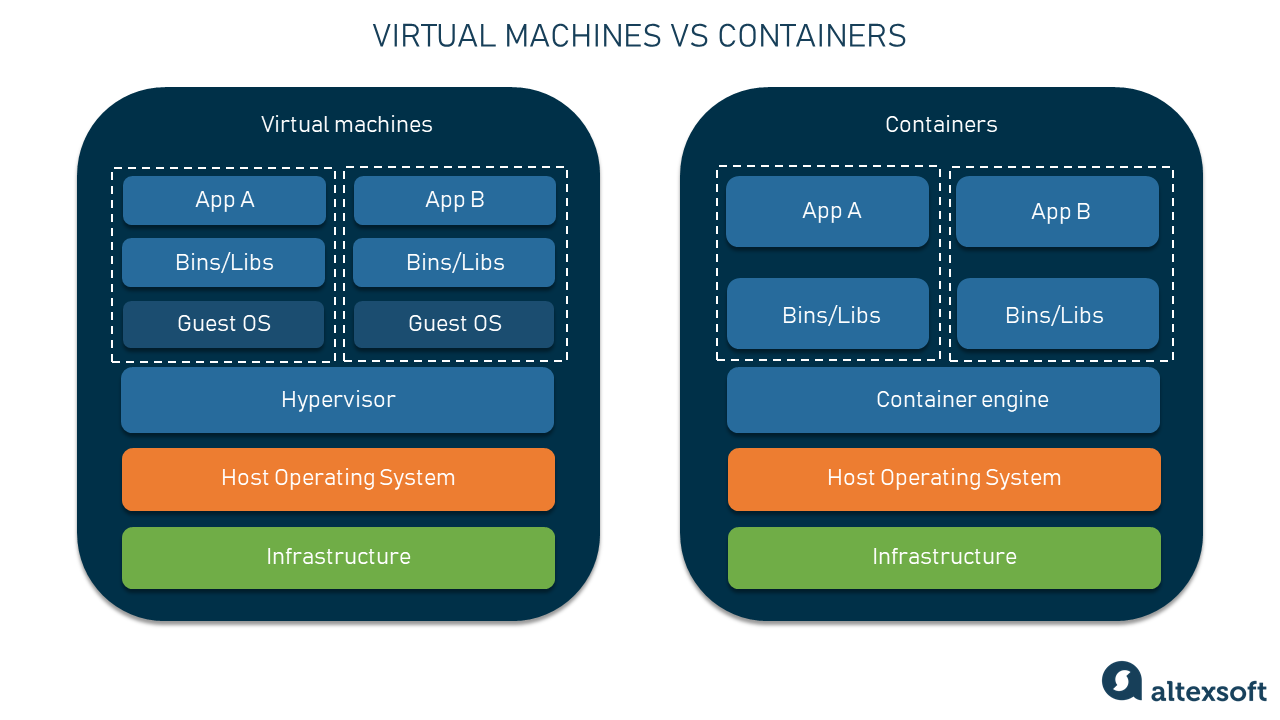 VIRTUAL MACHINES VS CONTAINERS
Virtual machines
App A
App B
Bins/Libs
Bins/Libs
Guest OS
Guest OS
Hypervisor
Host Operating System
Infrastructure
Containers
App A
App B
Bins/Libs
Bins/Libs
Container engine
Host Operating System
Infrastructure
altexsoft